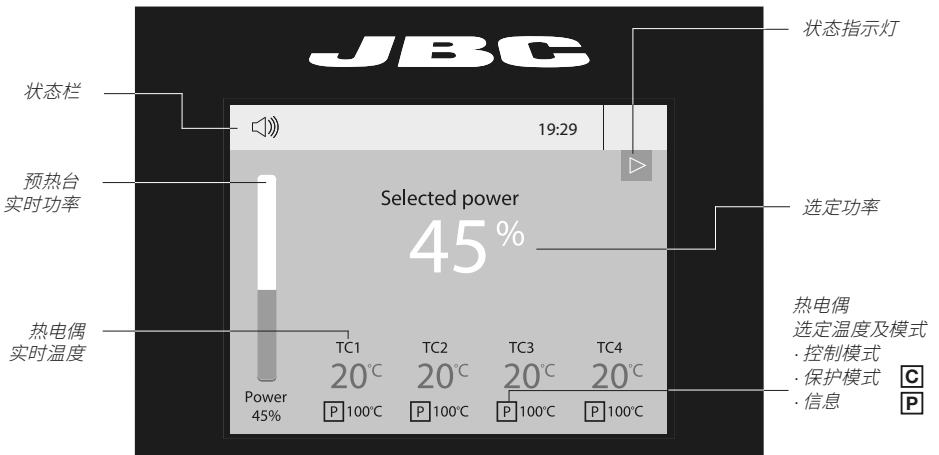 JBC
状态指示灯
状态栏
19:29
预热台
实时功率
Selected power
45%
选定功率
热电偶
实时温度
TC1 TC2 TC3 TC4
20℃ 20℃ 20℃ 20℃
P 100℃ P 100℃ P 100℃ P 100℃
Power
45%
热电偶
选定温度及模式
· 控制模式
· 保护模式 C
· 信息 P